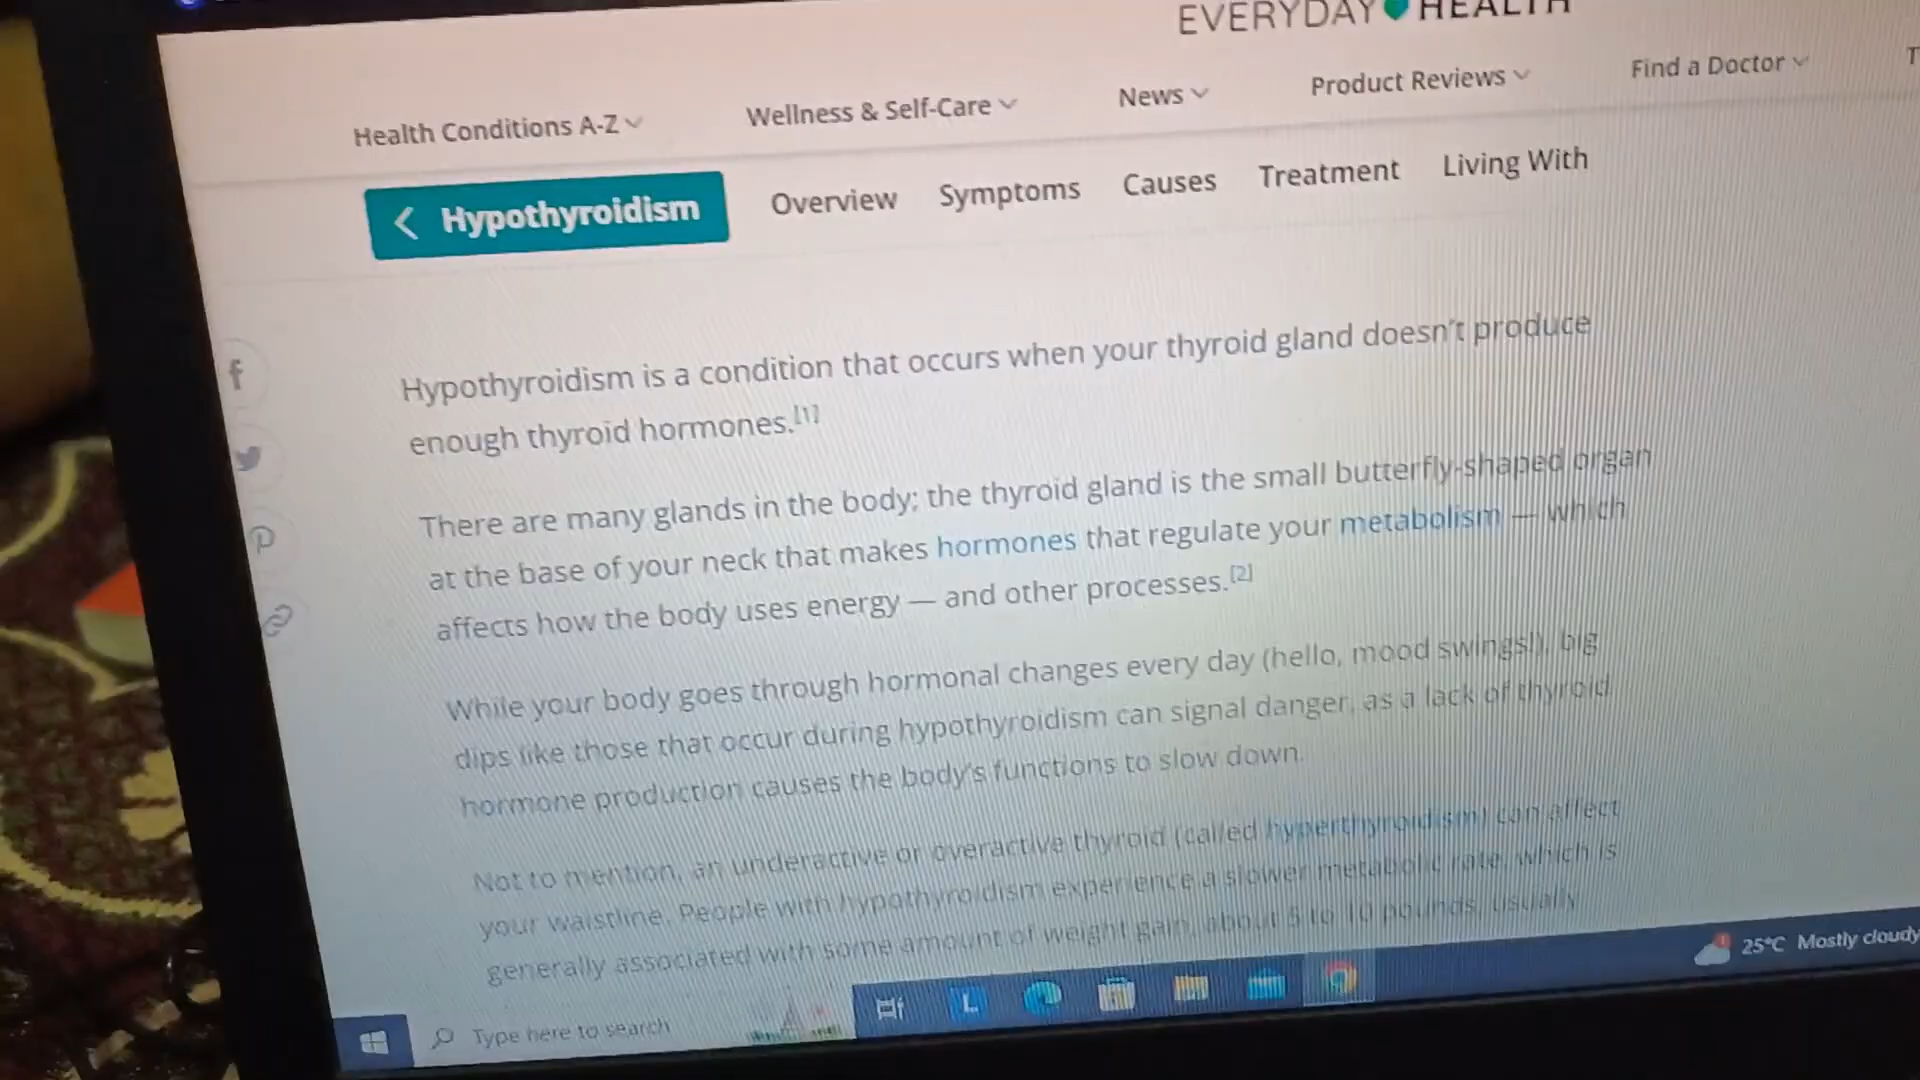 EVERYDAY HEALTH
Health Conditions A-Z
Wellness & Self-Care
News
Product Reviews
Find a Doctor
T
Hypothyroidism
Overview
Symptoms
Causes
Treatment
Living With
Hypothyroidism is a condition that occurs when your thyroid gland doesn't produce
enough thyroid hormones.[1]
There are many glands in the body; the thyroid gland is the small butterfly-shaped organ
at the base of your neck that makes hormones that regulate your metabolism — which
affects how the body uses energy — and other processes.[2]
While your body goes through hormonal changes every day (hello, mood swings!), big
dips like those that occur during hypothyroidism can signal danger, as a lack of thyroid
hormone production causes the body's functions to slow down.
Not to mention, an underactive or overactive thyroid (called hyperthyroidism) can affect
your waistline. People with hypothyroidism experience a slower metabolic rate, which is
generally associated with some amount of weight gain, about 5 to 10 pounds, usually
25°C Mostly cloudy
Type here to search